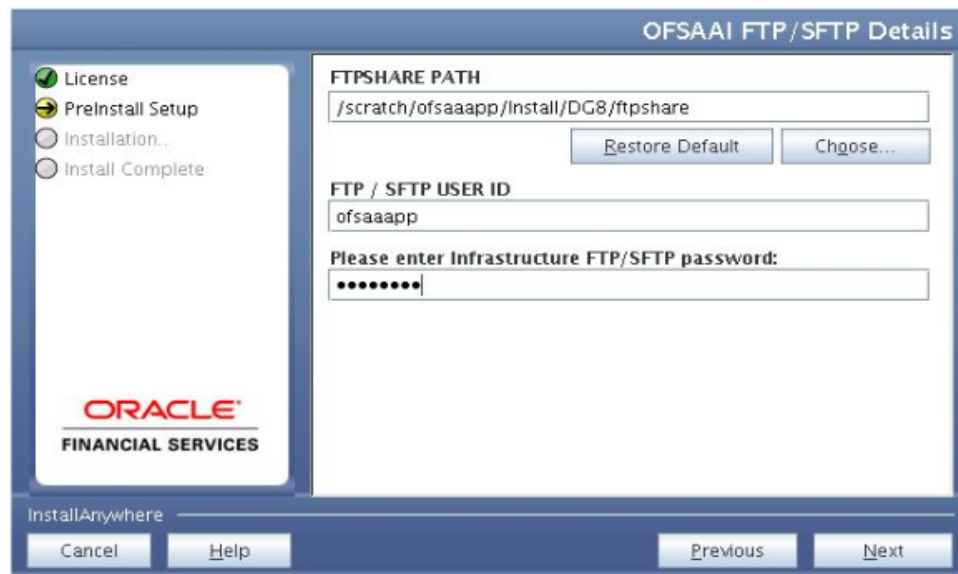 OFSAAI FTP/SFTP Details
License
PreInstall Setup
Installation..
Install Complete
ORACLE
FINANCIAL SERVICES
FTPSHARE PATH
/scratch/ofsaaapp/Install/DG8/ftpshare
Restore Default Choose...
FTP / SFTP USER ID
ofsaaapp
Please enter Infrastructure FTP/SFTP password:
••••••••
InstallAnywhere
Cancel Help Previous Next